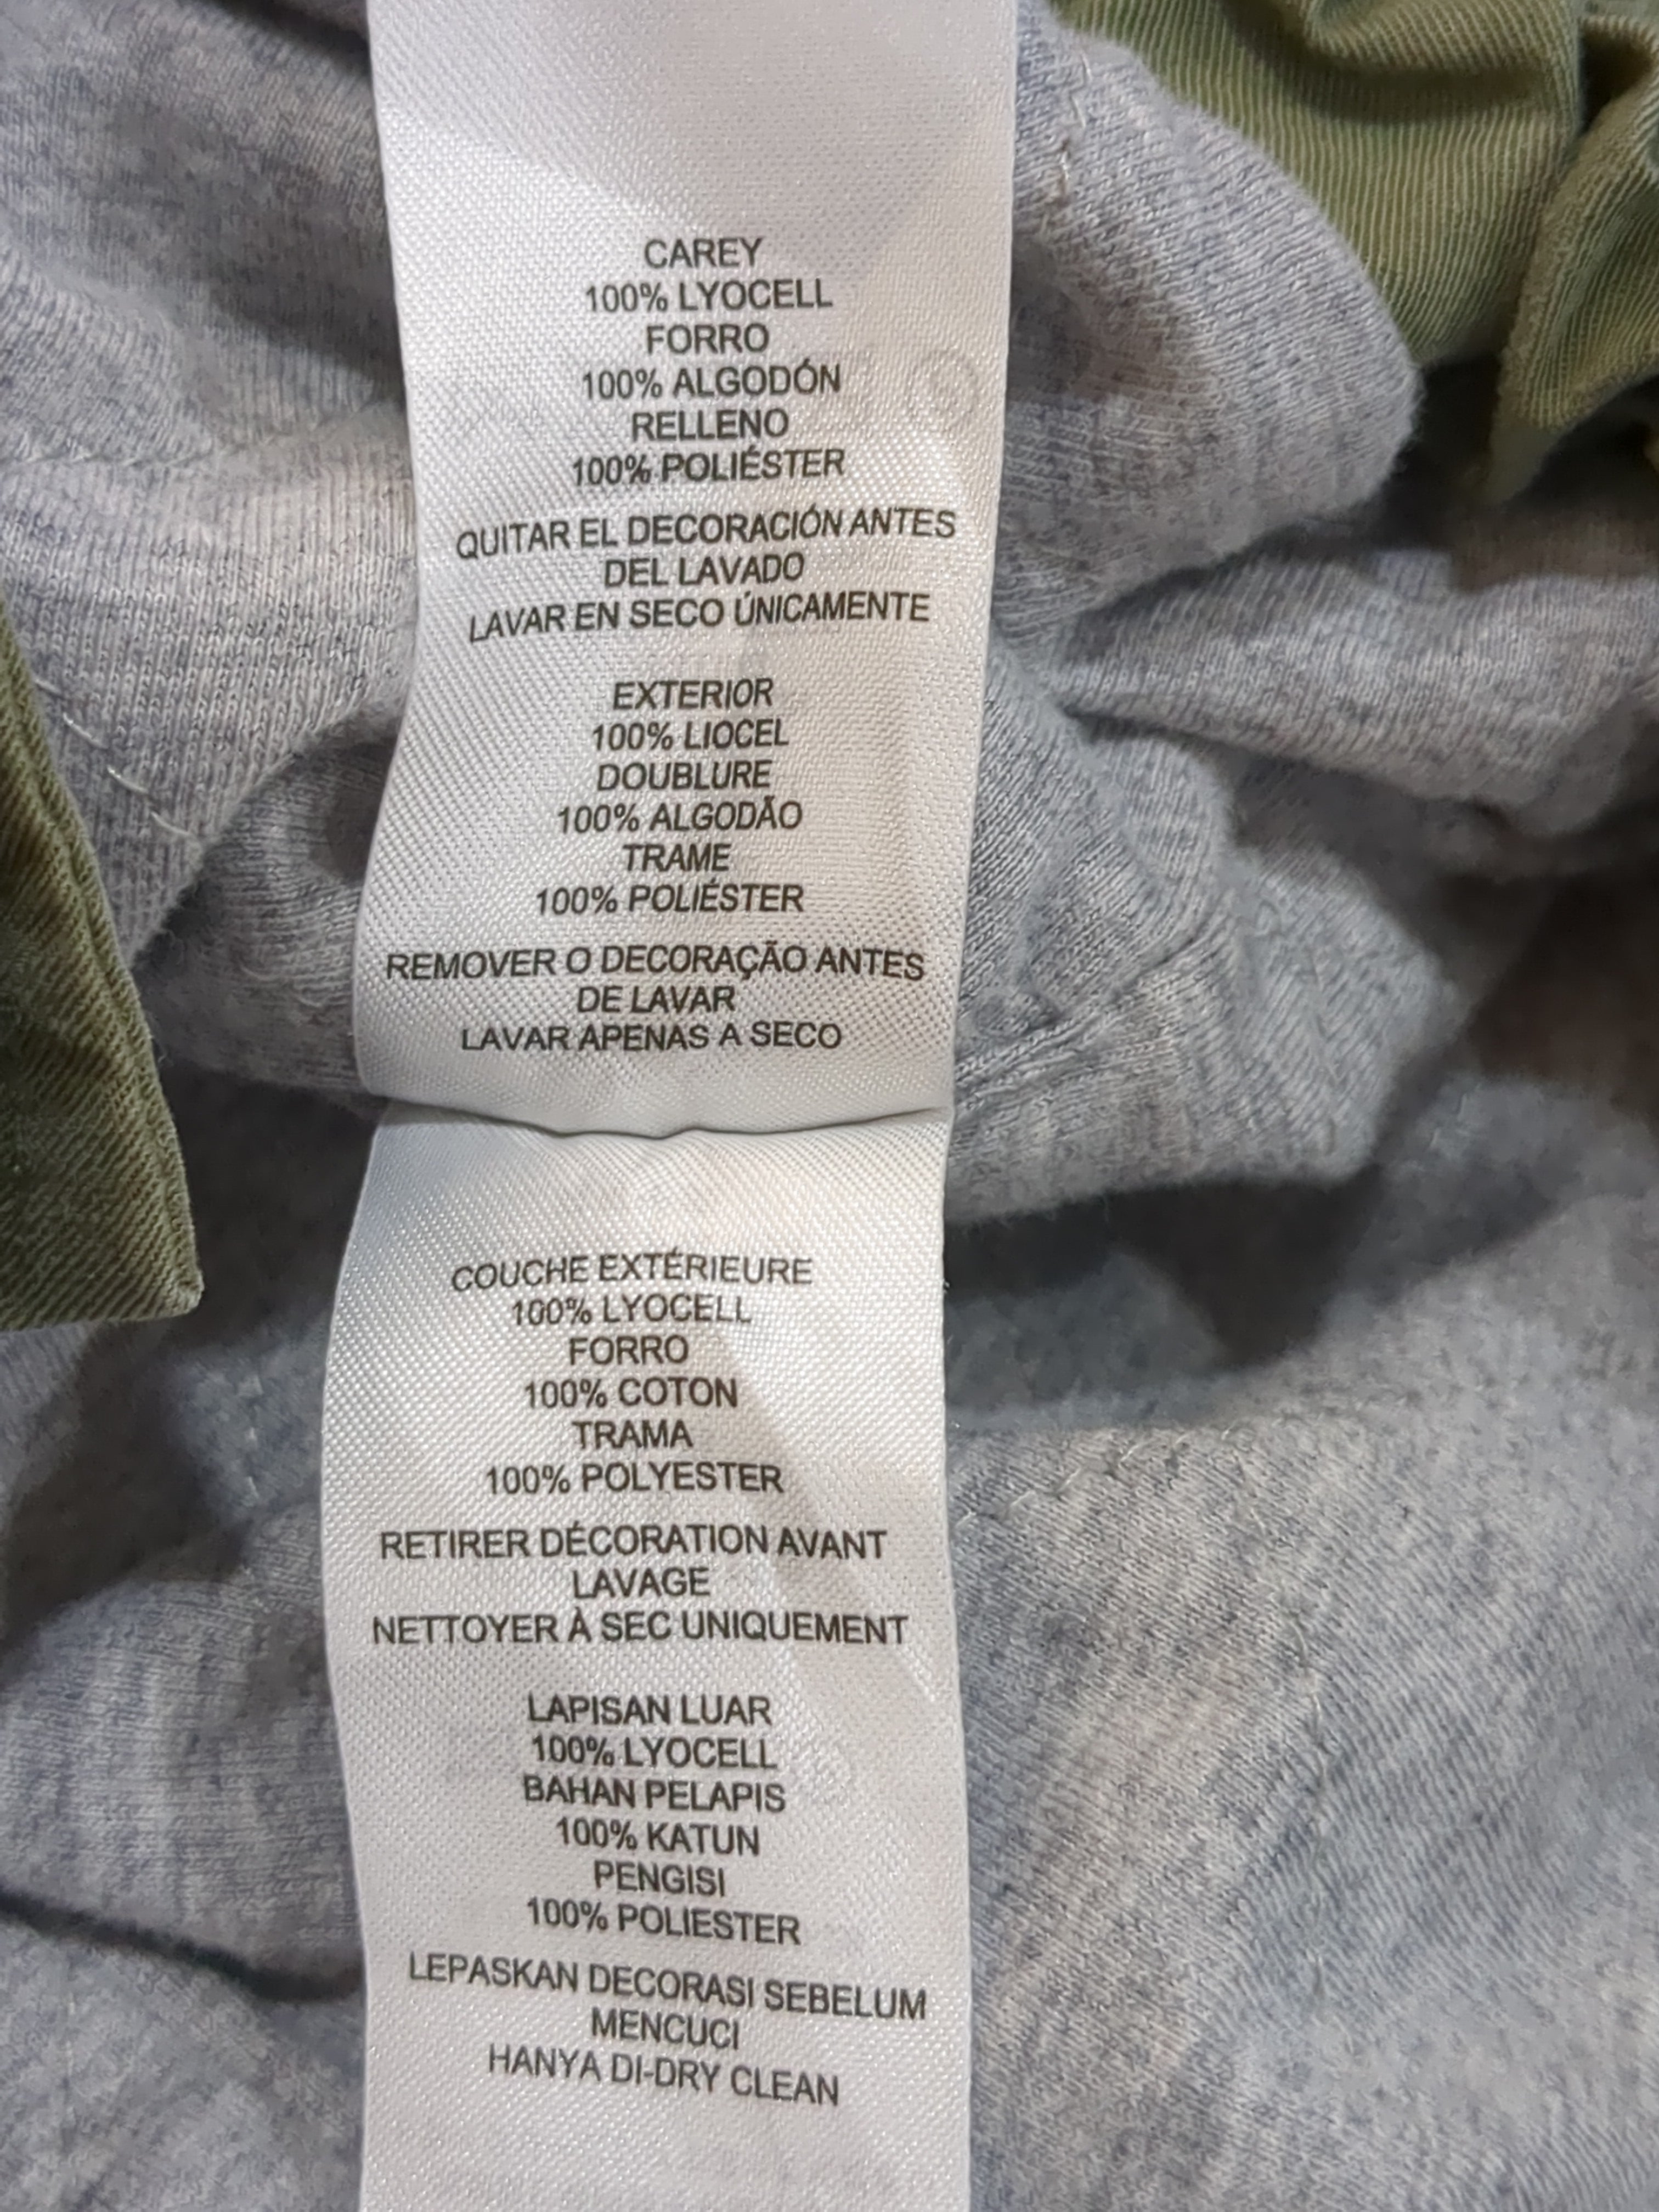 CAREY
100% LYOCELL
FORRO
100% ALGODÓN
RELLENO
100% POLIÉSTER
QUITAR EL DECORACIÓN ANTES
DEL LAVADO
LAVAR EN SECO ÚNICAMENTE
EXTERIOR
100% LIOCEL
DOUBLURE
100% ALGODÃO
TRAME
100% POLIÉSTER
REMOVER O DECORAÇÃO ANTES
DE LAVAR
LAVAR APENAS A SECO
COUCHE EXTÉRIEURE
100% LYOCELL
FORRO
100% COTON
TRAMA
100% POLYESTER
RETIRER DÉCORATION AVANT
LAVAGE
NETTOYER À SEC UNIQUEMENT
LAPISAN LUAR
100% LYOCELL
BAHAN PELAPIS
100% KATUN
PENGISI
100% POLIESTER
LEPASKAN DECORASI SEBELUM
MENCUCI
HANYA DI-DRY CLEAN